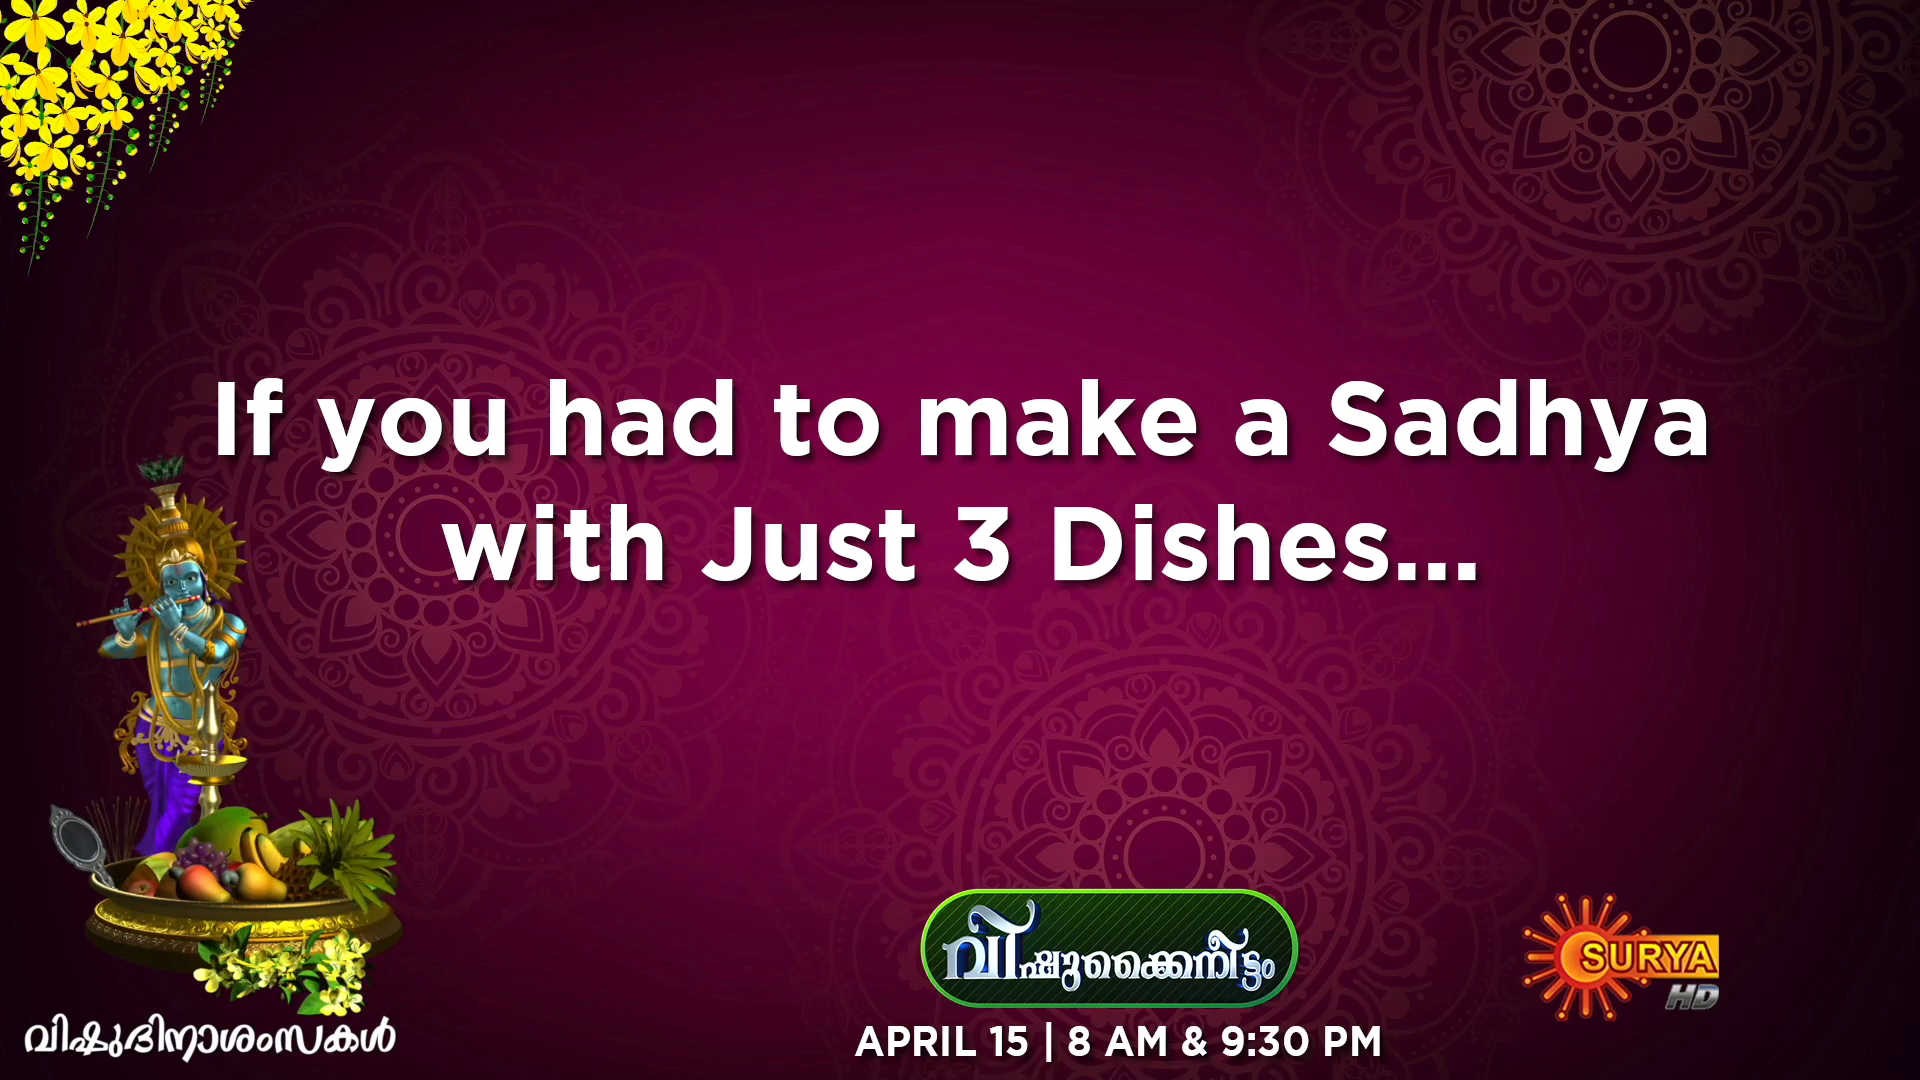 If you had to make a Sadhya
with Just 3 Dishes...
വിഷുക്കൈനീട്ടം
SURYA
HD
വിഷുദിനാശംസകൾ
APRIL 15 | 8 AM & 9:30 PM